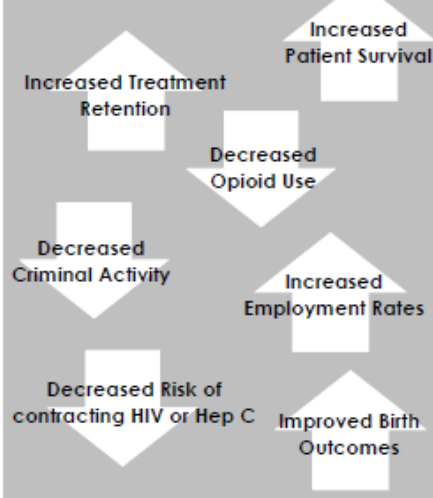 Increased
Patient Survival
Increased Treatment
Retention
Decreased
Opioid Use
Decreased
Criminal Activity
Increased
Employment Rates
Decreased Risk of
contracting HIV or Hep C
Improved Birth
Outcomes